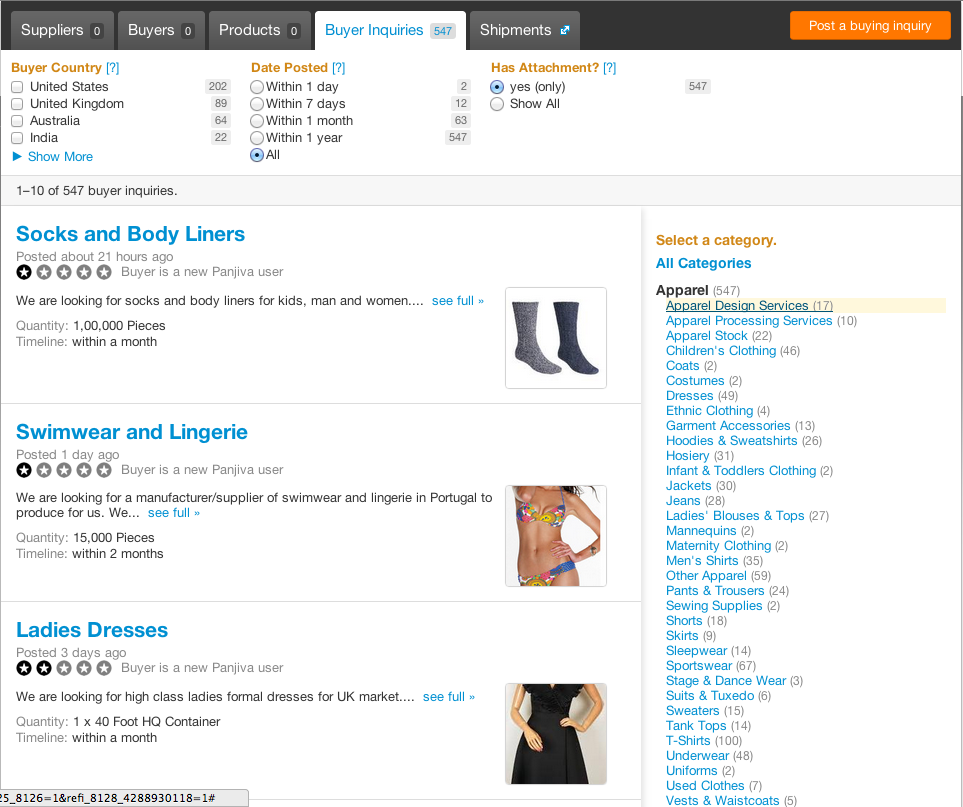 Suppliers 0 Buyers 0 Products 0 Buyer Inquiries 547 Shipments Post a buying inquiry
Buyer Country [?]
United States 202
United Kingdom 89
Australia 64
India 22
Show More
Date Posted [?]
Within 1 day 2
Within 7 days 12
Within 1 month 63
Within 1 year 547
All
Has Attachment? [?]
yes (only) 547
Show All
1–10 of 547 buyer inquiries.
Socks and Body Liners
Posted about 21 hours ago
Buyer is a new Panjiva user
We are looking for socks and body liners for kids, man and women.... see full »
Quantity: 1,00,000 Pieces
Timeline: within a month
Swimwear and Lingerie
Posted 1 day ago
Buyer is a new Panjiva user
We are looking for a manufacturer/supplier of swimwear and lingerie in Portugal to
produce for us. We... see full »
Quantity: 15,000 Pieces
Timeline: within 2 months
Ladies Dresses
Posted 3 days ago
Buyer is a new Panjiva user
We are looking for high class ladies formal dresses for UK market.... see full »
Quantity: 1 x 40 Foot HQ Container
Timeline: within a month
Select a category.
All Categories
Apparel (547)
Apparel Design Services (17)
Apparel Processing Services (10)
Apparel Stock (22)
Children's Clothing (46)
Coats (2)
Costumes (2)
Dresses (49)
Ethnic Clothing (4)
Garment Accessories (13)
Hoodies & Sweatshirts (26)
Hosiery (31)
Infant & Toddlers Clothing (2)
Jackets (30)
Jeans (28)
Ladies' Blouses & Tops (27)
Mannequins (2)
Maternity Clothing (2)
Men's Shirts (35)
Other Apparel (59)
Pants & Trousers (24)
Sewing Supplies (2)
Shorts (18)
Skirts (9)
Sleepwear (14)
Sportswear (67)
Stage & Dance Wear (3)
Suits & Tuxedo (6)
Sweaters (15)
Tank Tops (14)
T-Shirts (100)
Underwear (48)
Uniforms (2)
Used Clothes (7)
Vests & Waistcoats (5)
25_8126=1&refi_8128_4288930118=1#